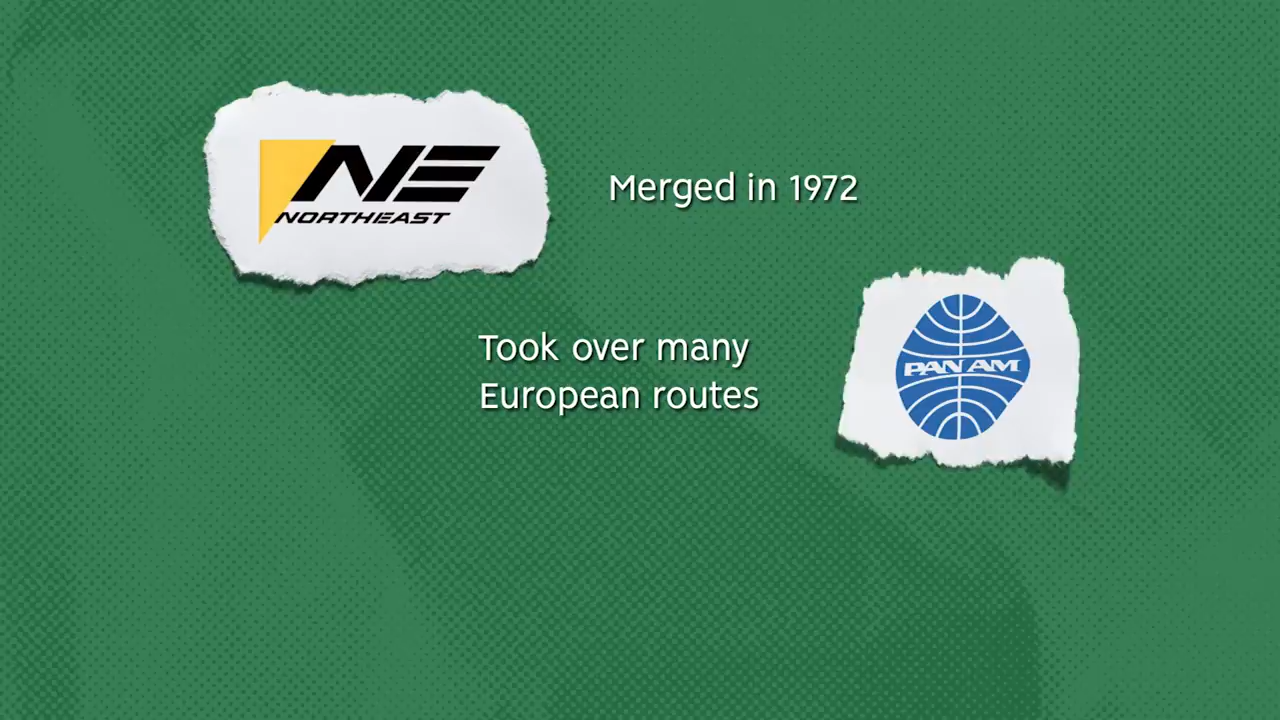 NE
NORTHEAST
Merged in 1972
Took over many
European routes
PAN AM